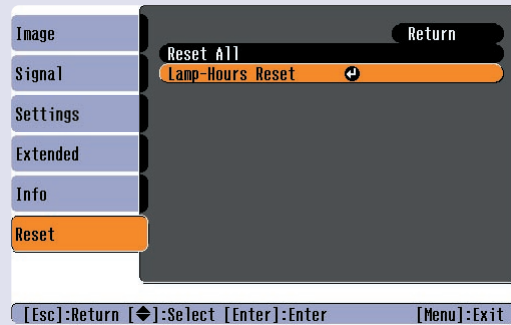 Image
Signal
Settings
Extended
Info
Reset
Return
Reset All
Lamp-Hours Reset
[Esc]:Return [◆]:Select [Enter]:Enter [Menu]:Exit